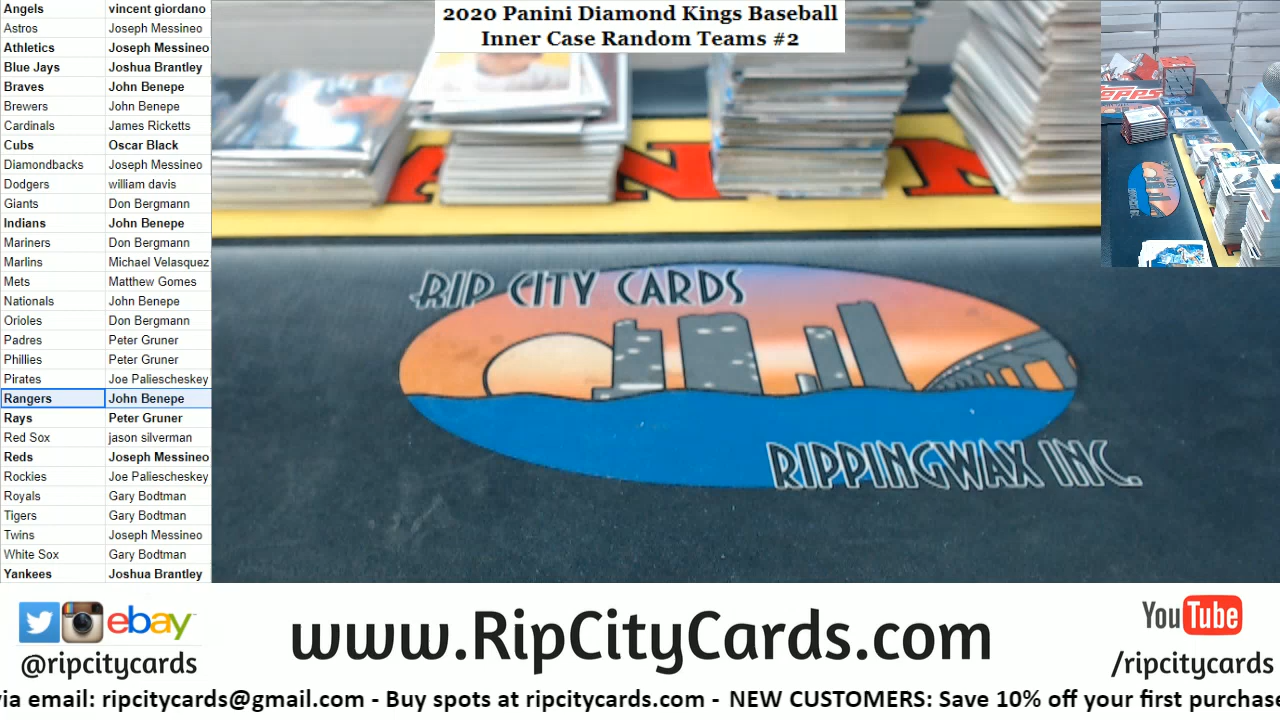 2020 Panini Diamond Kings Baseball
Inner Case Random Teams #2
Angels vincent giordano
Astros Joseph Messineo
Athletics Joseph Messineo
Blue Jays Joshua Brantley
Braves John Benepe
Brewers John Benepe
Cardinals James Ricketts
Cubs Oscar Black
Diamondbacks Joseph Messineo
Dodgers william davis
Giants Don Bergmann
Indians John Benepe
Mariners Don Bergmann
Marlins Michael Velasquez
Mets Matthew Gomes
Nationals John Benepe
Orioles Don Bergmann
Padres Peter Gruner
Phillies Peter Gruner
Pirates Joe Paliescheskey
Rangers John Benepe
Rays Peter Gruner
Red Sox jason silverman
Reds Joseph Messineo
Rockies Joe Paliescheskey
Royals Gary Bodtman
Tigers Gary Bodtman
Twins Joseph Messineo
White Sox Gary Bodtman
Yankees Joshua Brantley
RIP CITY CARDS
RIPPINGWAX INC.
TOPPS
ebay
@ripcitycards
www.RipCityCards.com
YouTube
/ripcitycards
via email: ripcitycards@gmail.com - Buy spots at ripcitycards.com - NEW CUSTOMERS: Save 10% off your first purchase